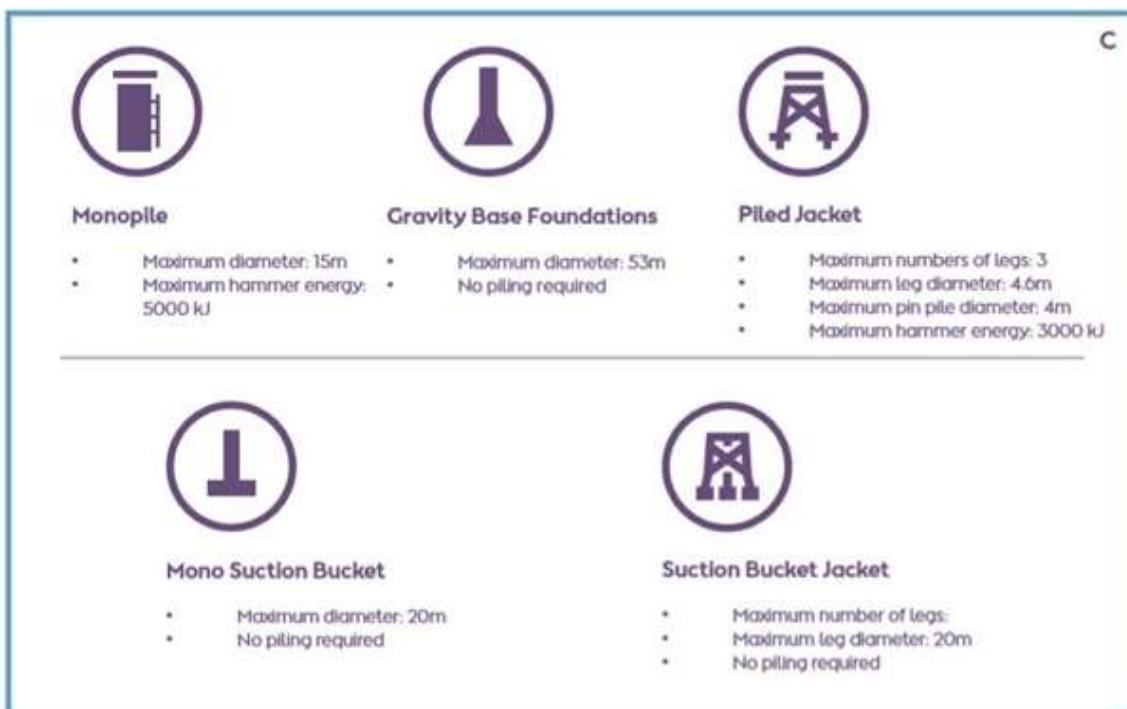 C
Monopile
• Maximum diameter: 15m
• Maximum hammer energy:
5000 kJ
Gravity Base Foundations
• Maximum diameter: 53m
• No piling required
Piled Jacket
• Maximum numbers of legs: 3
• Maximum leg diameter: 4.6m
• Maximum pin pile diameter: 4m
• Maximum hammer energy: 3000 kJ
Mono Suction Bucket
• Maximum diameter: 20m
• No piling required
Suction Bucket Jacket
• Maximum number of legs:
• Maximum leg diameter: 20m
• No piling required